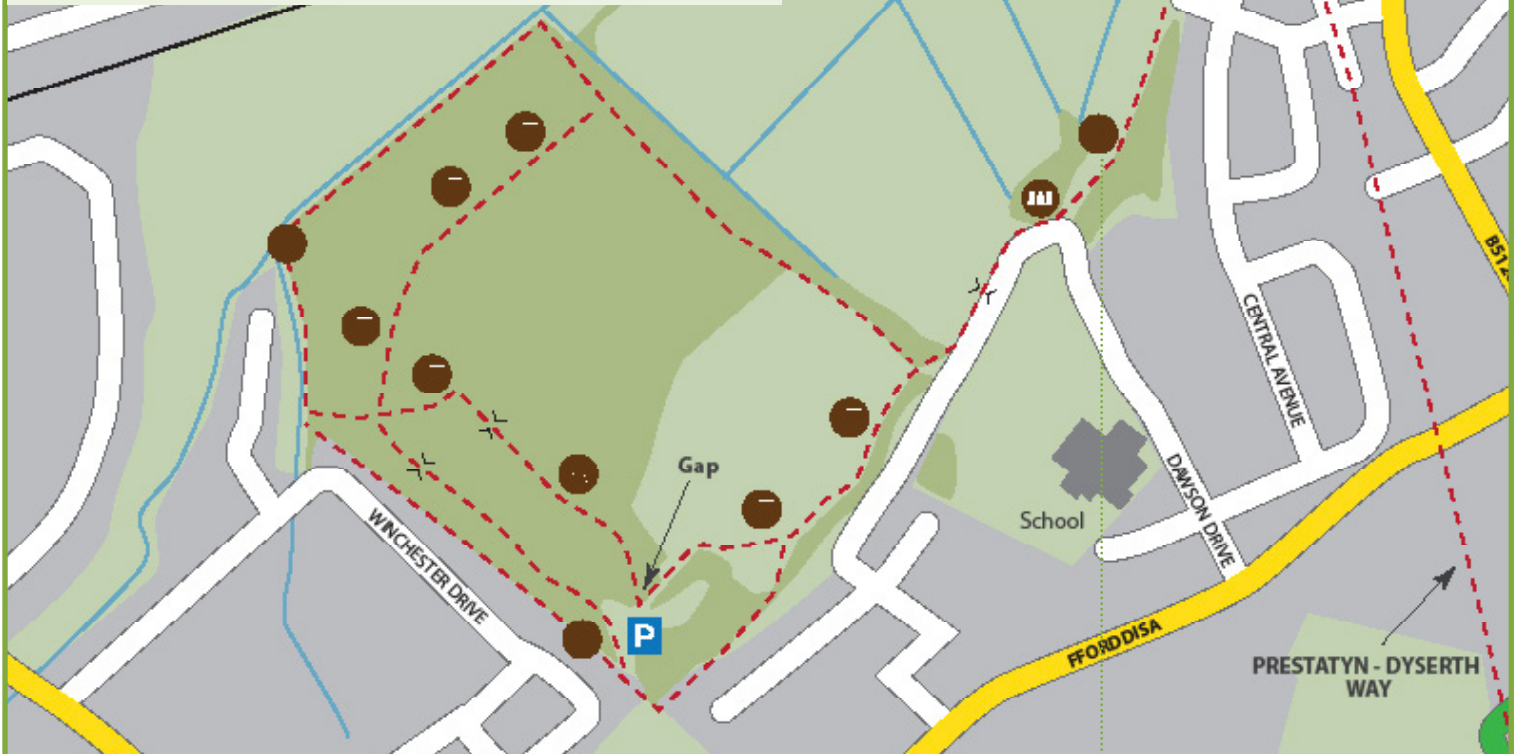 CENTRAL AVENUE
Gap
School
DAWSON DRIVE
WINCHESTER DRIVE
P
FFORDDISA
PRESTATYN - DYSERTH
WAY